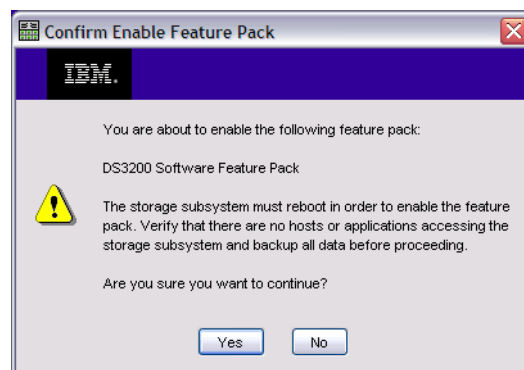 Confirm Enable Feature Pack
IBM.
You are about to enable the following feature pack:
DS3200 Software Feature Pack
The storage subsystem must reboot in order to enable the feature
pack. Verify that there are no hosts or applications accessing the
storage subsystem and backup all data before proceeding.
Are you sure you want to continue?
Yes No